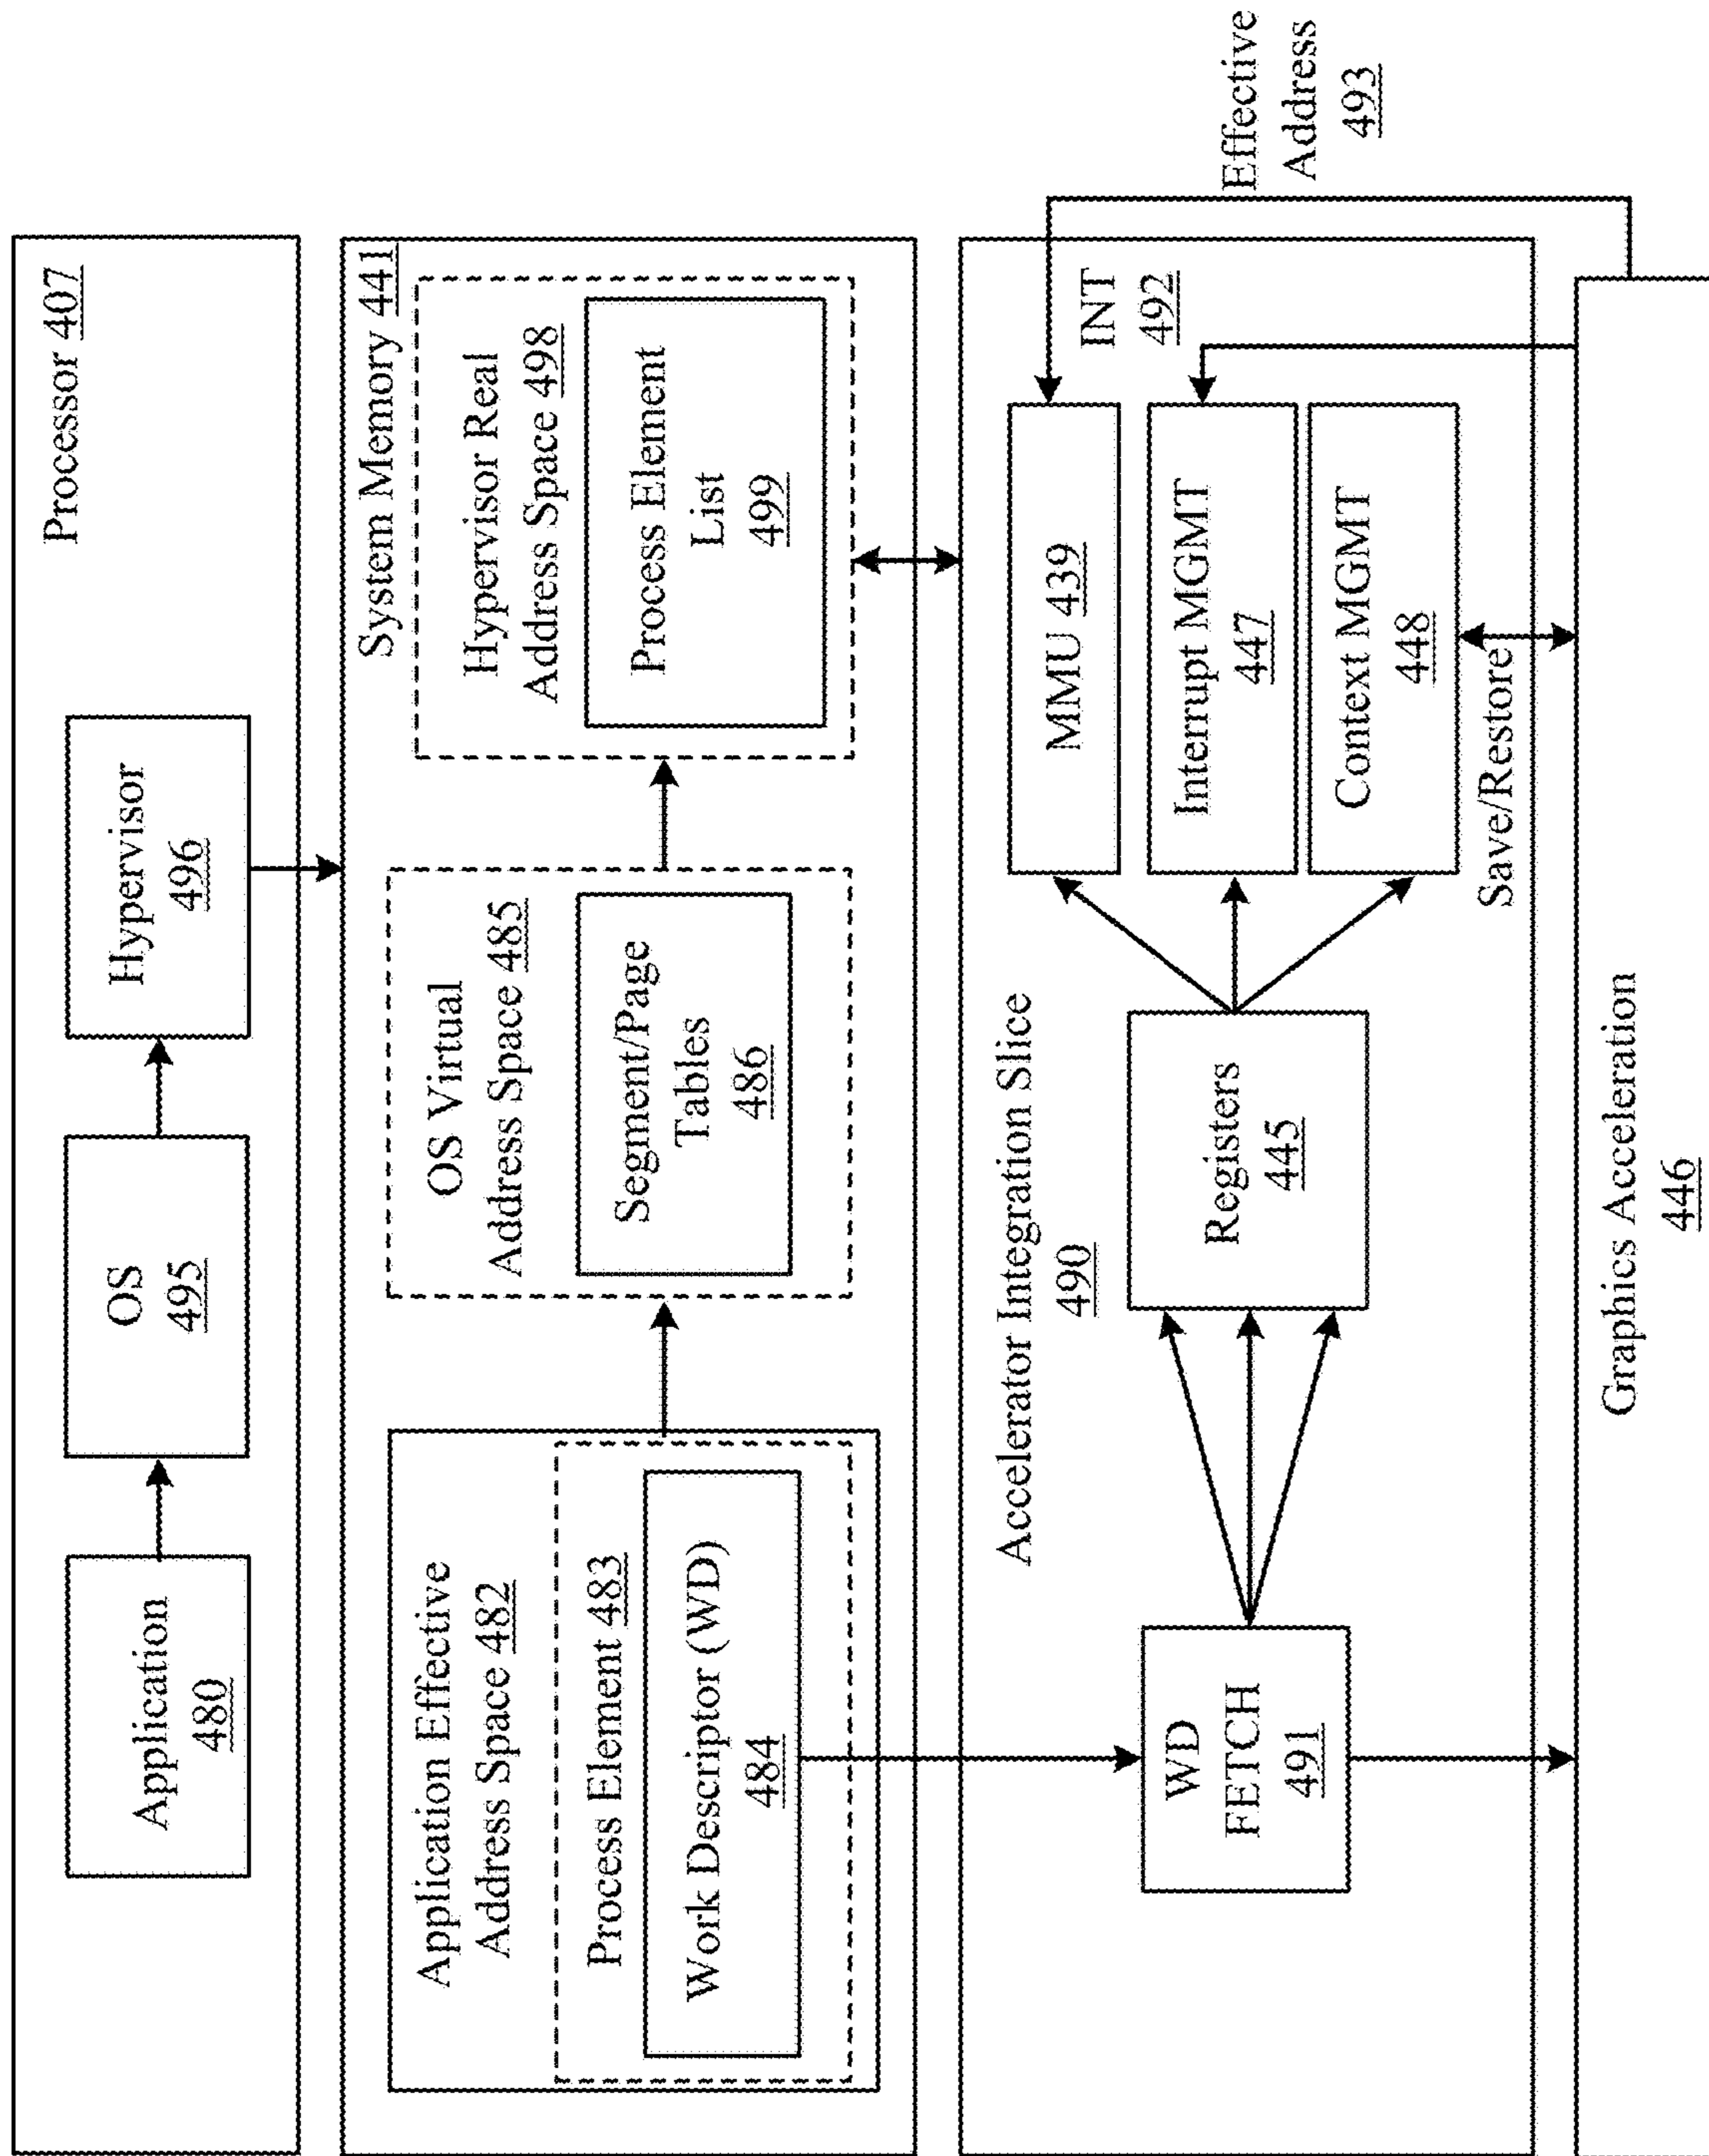 Processor 407
Application
480
OS
495
Hypervisor
496
System Memory 441
Application Effective
Address Space 482
Process Element 483
Work Descriptor (WD)
484
OS Virtual
Address Space 485
Segment/Page
Tables
486
Hypervisor Real
Address Space 498
Process Element
List
499
Accelerator Integration Slice
490
WD
FETCH
491
Registers
445
MMU 439
Interrupt MGMT
447
Context MGMT
448
INT
492
Save/Restore
Effective
Address
493
Graphics Acceleration
446